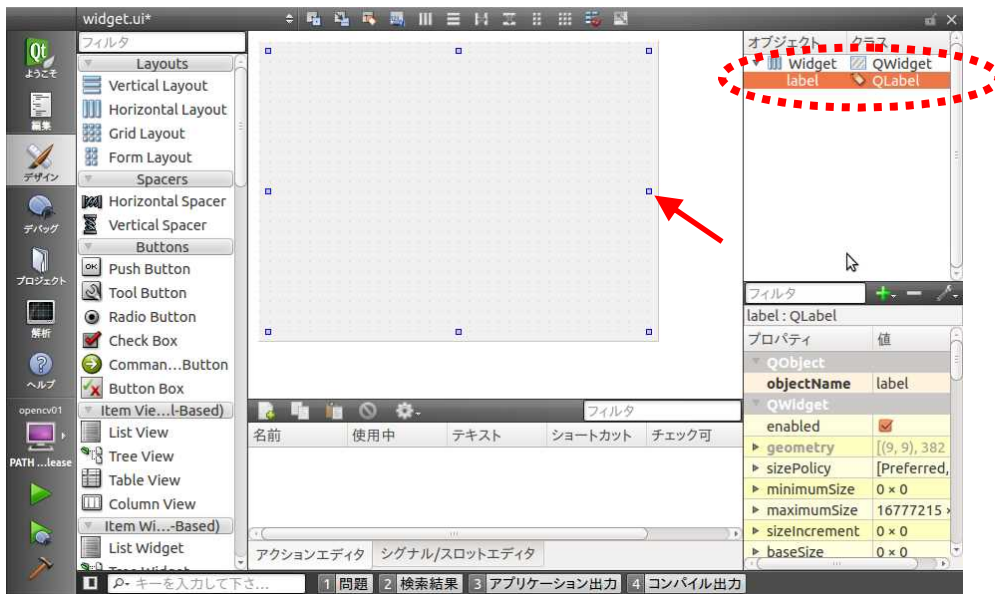 widget.ui*
Qt
ようこそ
編集
デザイン
デバッグ
プロジェクト
解析
ヘルプ
opencv01
PATH ...lease
フィルタ
Layouts
Vertical Layout
Horizontal Layout
Grid Layout
Form Layout
Spacers
Horizontal Spacer
Vertical Spacer
Buttons
OK Push Button
Tool Button
Radio Button
Check Box
Comman...Button
Button Box
Item Vie...l-Based)
List View
Tree View
Table View
Column View
Item Wi...-Based)
List Widget
フィルタ
名前 使用中 テキスト ショートカット チェック可
アクションエディタ シグナル/スロットエディタ
オブジェクト クラス
Widget QWidget
label QLabel
フィルタ
label : QLabel
プロパティ 値
QObject
objectName label
QWidget
enabled
geometry [(9, 9), 382
sizePolicy [Preferred,
minimumSize 0 × 0
maximumSize 16777215 ×
sizeIncrement 0 × 0
baseSize 0 × 0
キーを入力して下さ... 1 問題 2 検索結果 3 アプリケーション出力 4 コンパイル出力